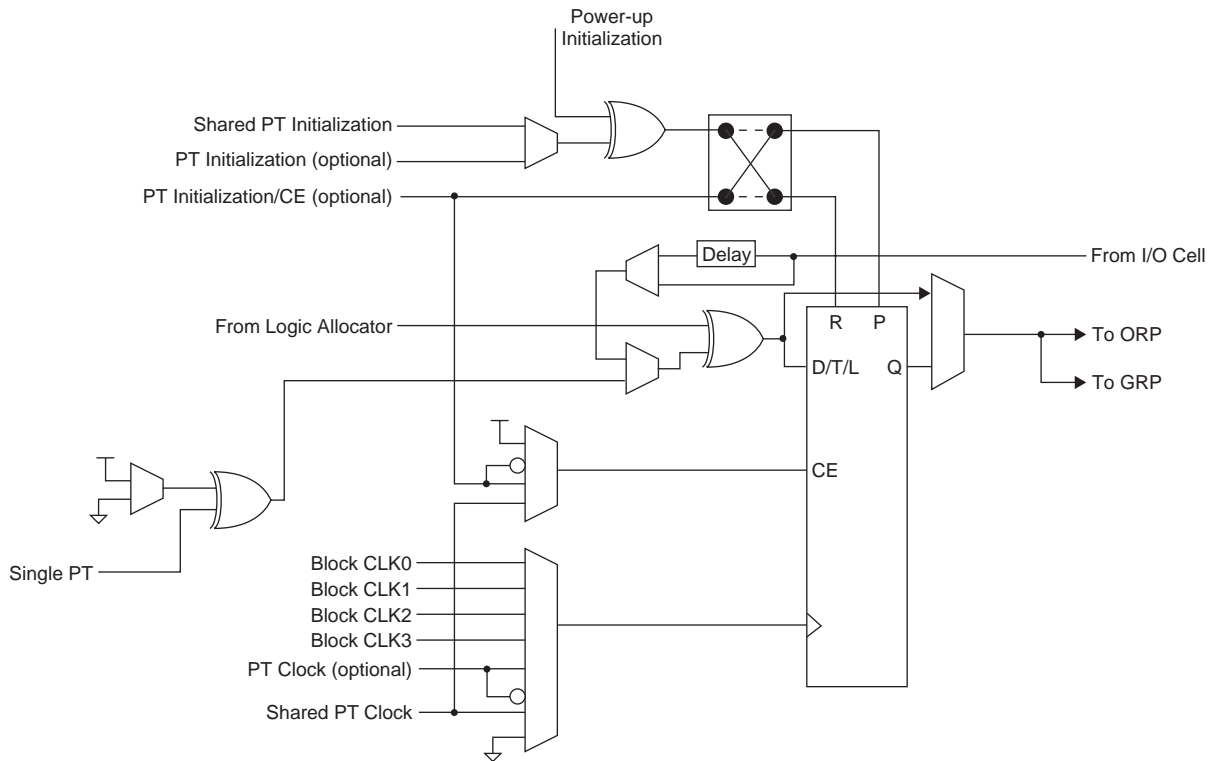 Power-up
Initialization
Shared PT Initialization
PT Initialization (optional)
PT Initialization/CE (optional)
Delay
From I/O Cell
From Logic Allocator
R P
To ORP
D/T/L Q
To GRP
CE
Single PT
Block CLK0
Block CLK1
Block CLK2
Block CLK3
PT Clock (optional)
Shared PT Clock